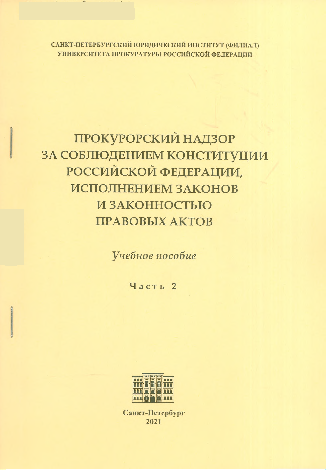 САНКТ-ПЕТЕРБУРГСКИЙ ЮРИДИЧЕСКИЙ ИНСТИТУТ (ФИЛИАЛ)
УНИВЕРСИТЕТА ПРОКУРАТУРЫ РОССИЙСКОЙ ФЕДЕРАЦИИ
ПРОКУРОРСКИЙ НАДЗОР
ЗА СОБЛЮДЕНИЕМ КОНСТИТУЦИИ
РОССИЙСКОЙ ФЕДЕРАЦИИ,
ИСПОЛНЕНИЕМ ЗАКОНОВ
И ЗАКОННОСТЬЮ
ПРАВОВЫХ АКТОВ
Учебное пособие
Часть 2
Санкт-Петербург
2021